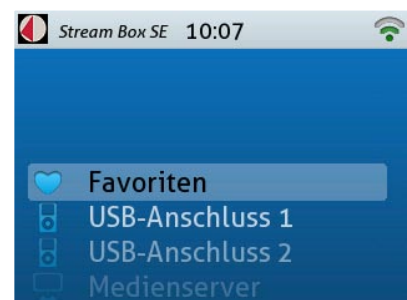 Stream Box SE 10:07
Favoriten
USB-Anschluss 1
USB-Anschluss 2
Medienserver